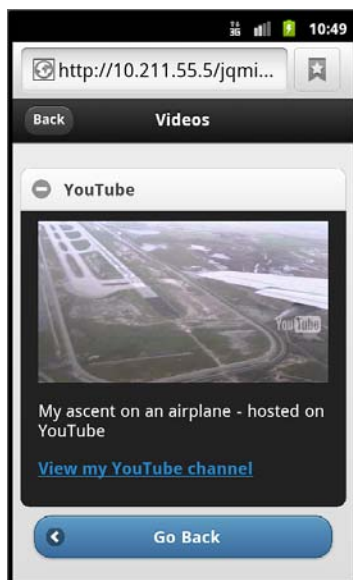 3G 10:49
http://10.211.55.5/jqmi...
Back Videos
YouTube
YouTube
My ascent on an airplane - hosted on
YouTube
View my YouTube channel
Go Back